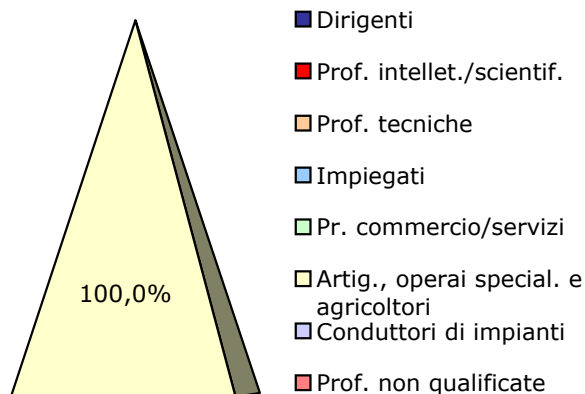 Dirigenti
Prof. intellet./scientif.
Prof. tecniche
Impiegati
Pr. commercio/servizi
Artig., operai special. e
agricoltori
Conduttori di impianti
Prof. non qualificate
100,0%